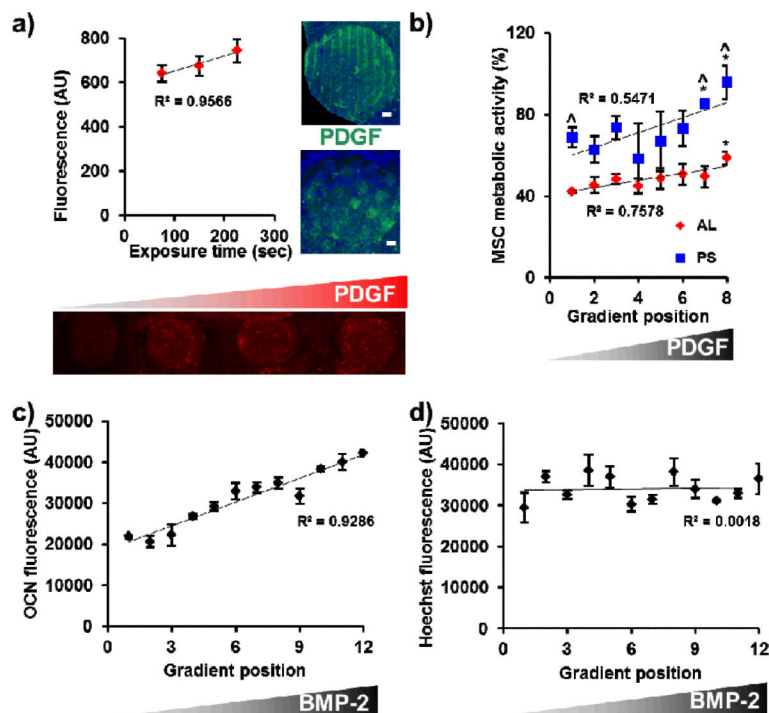 a)
Fluorescence (AU)
800
600
400
200
0
R² = 0.9566
0 100 200 300
Exposure time (sec)
PDGF
PDGF
b)
MSC metabolic activity (%)
120
80
40
0
^
^
*
^
*
*
R² = 0.5471
R² = 0.7578
AL
PS
0 2 4 6 8
Gradient position
PDGF
c)
OCN fluorescence (AU)
50000
40000
30000
20000
10000
0
R² = 0.9286
0 3 6 9 12
Gradient position
BMP-2
d)
Hoechst fluorescence (AU)
50000
40000
30000
20000
10000
0
R² = 0.0018
0 3 6 9 12
Gradient position
BMP-2